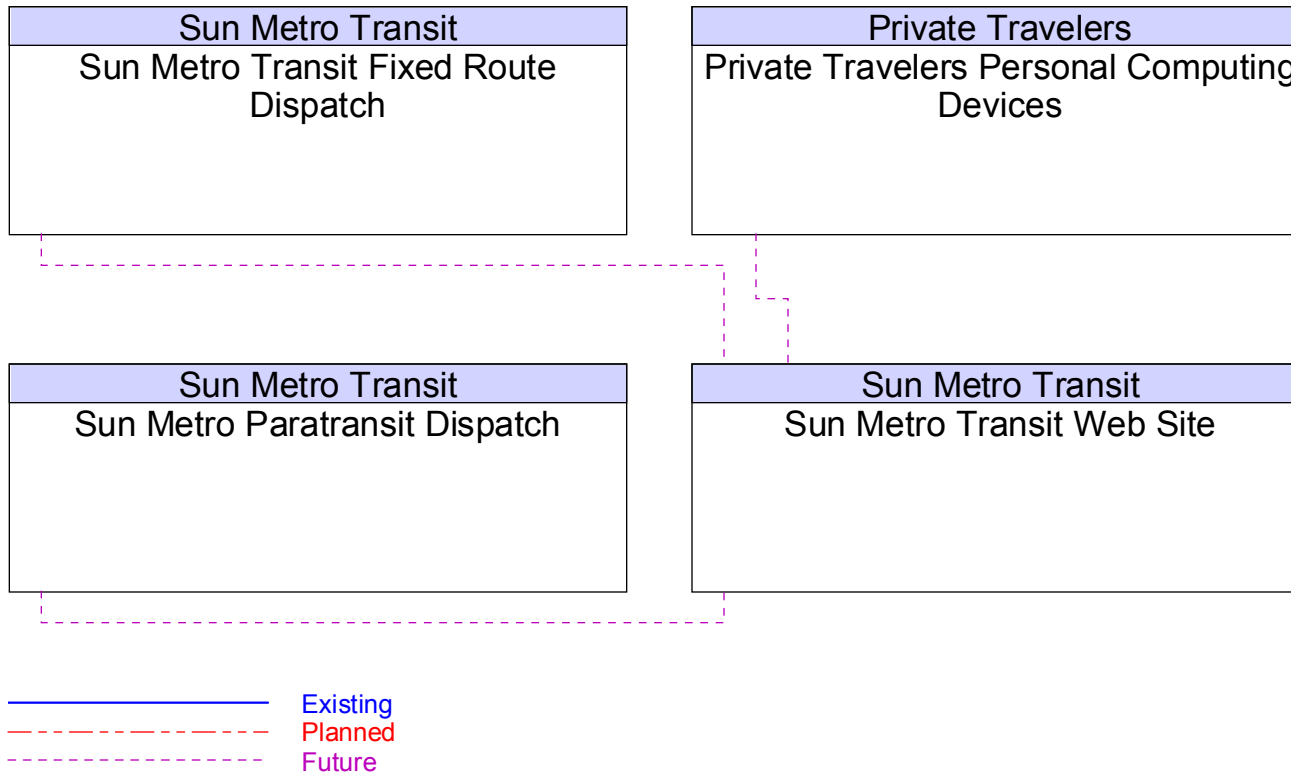 Sun Metro Transit
Sun Metro Transit Fixed Route
Dispatch
Private Travelers
Private Travelers Personal Computing
Devices
Sun Metro Transit
Sun Metro Paratransit Dispatch
Sun Metro Transit
Sun Metro Transit Web Site
Existing
Planned
Future